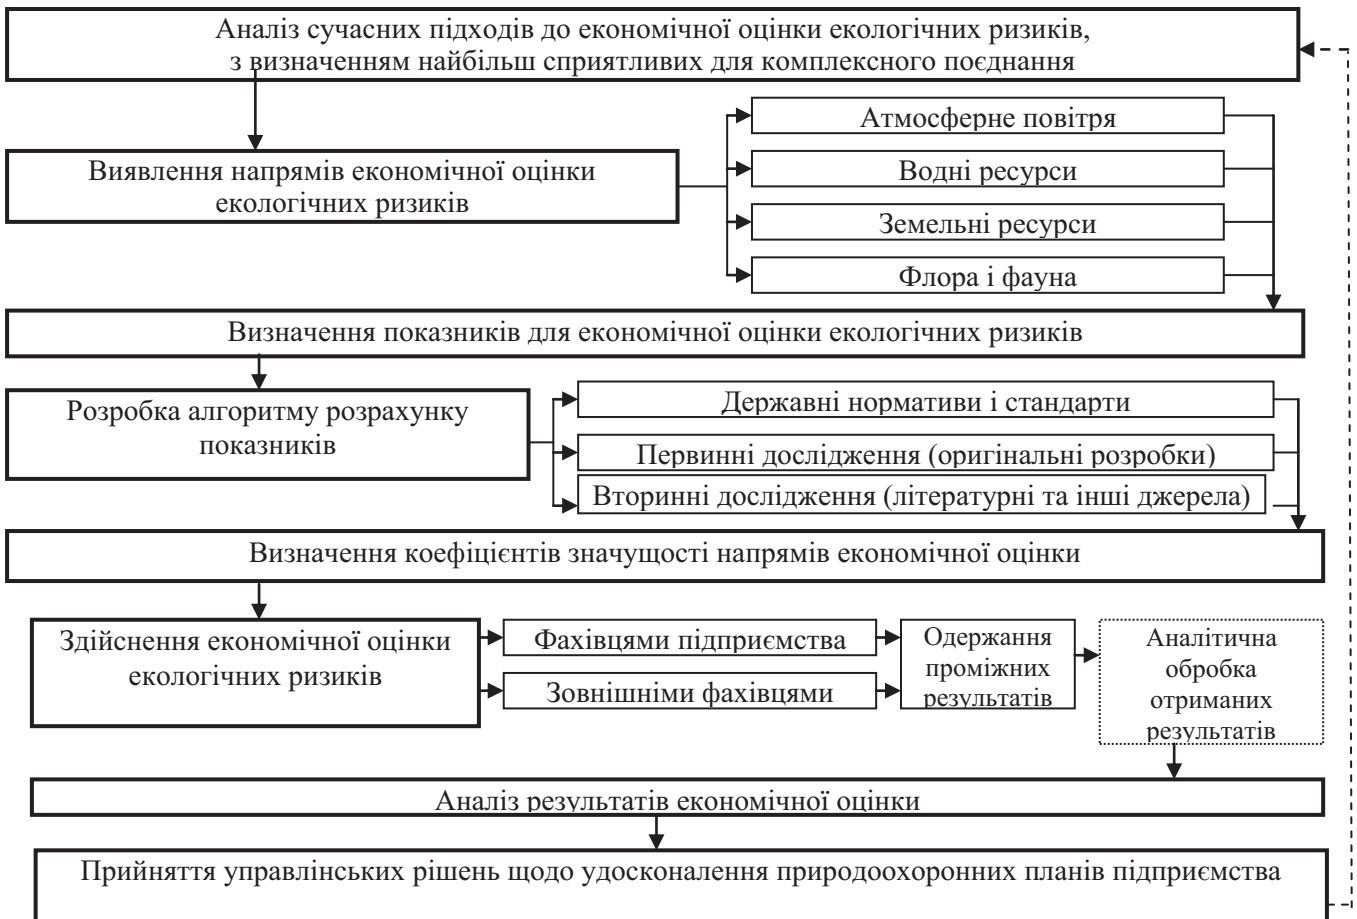 Аналіз сучасних підходів до економічної оцінки екологічних ризиків,
з визначенням найбільш сприятливих для комплексного поєднання
Атмосферне повітря
Виявлення напрямів економічної оцінки
екологічних ризиків
Водні ресурси
Земельні ресурси
Флора і фауна
Визначення показників для економічної оцінки екологічних ризиків
Розробка алгоритму розрахунку
показників
Державні нормативи і стандарти
Первинні дослідження (оригінальні розробки)
Вторинні дослідження (літературні та інші джерела)
Визначення коефіцієнтів значущості напрямів економічної оцінки
Здійснення економічної оцінки
екологічних ризиків
Фахівцями підприємства
Зовнішніми фахівцями
Одержання
проміжних
результатів
Аналітична
обробка
отриманих
результатів
Аналіз результатів економічної оцінки
Прийняття управлінських рішень щодо удосконалення природоохоронних планів підприємства